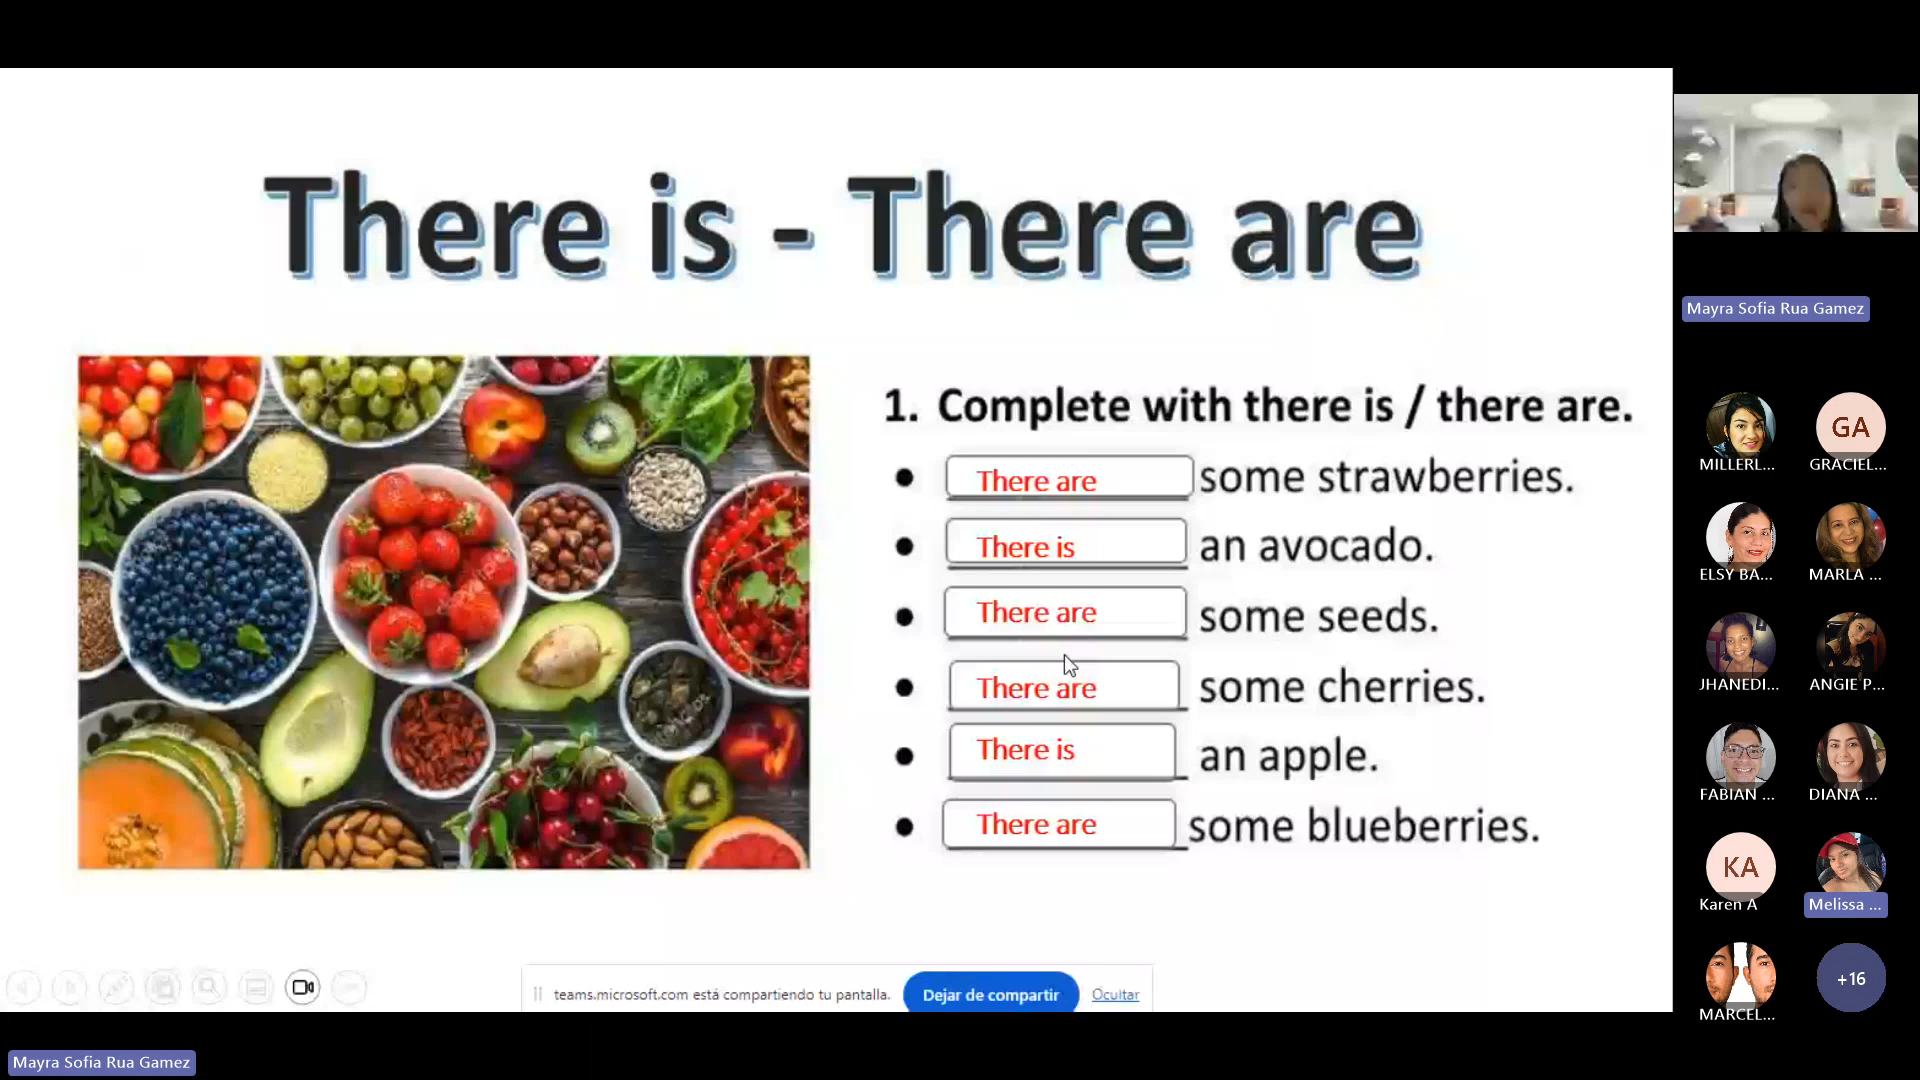 There is - There are
1. Complete with there is / there are.
There are some strawberries.
There is an avocado.
There are some seeds.
There are some cherries.
There is an apple.
There are some blueberries.
teams.microsoft.com está compartiendo tu pantalla. Dejar de compartir Ocultar
Mayra Sofia Rua Gamez
MILLERL... GRACIEL...
GA
ELSY BA... MARLA ...
JHANEDI... ANGIE P...
FABIAN ... DIANA ...
KA
Karen A Melissa ...
+16
MARCEL...
Mayra Sofia Rua Gamez